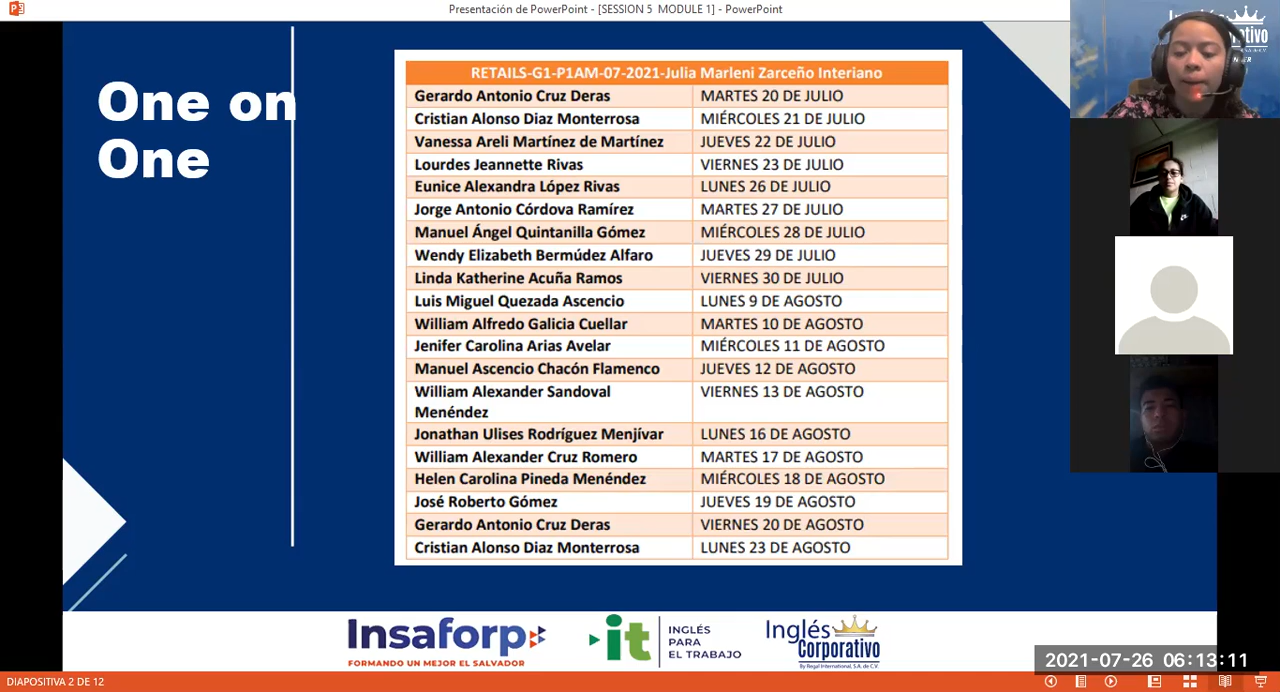 Presentación de PowerPoint - [SESSION 5 MODULE 1] - PowerPoint
One on
One
RETAILS-G1-P1AM-07-2021-Julia Marleni Zarceño Interiano
Gerardo Antonio Cruz Deras MARTES 20 DE JULIO
Cristian Alonso Diaz Monterrosa MIÉRCOLES 21 DE JULIO
Vanessa Areli Martínez de Martínez JUEVES 22 DE JULIO
Lourdes Jeannette Rivas VIERNES 23 DE JULIO
Eunice Alexandra López Rivas LUNES 26 DE JULIO
Jorge Antonio Córdova Ramírez MARTES 27 DE JULIO
Manuel Ángel Quintanilla Gómez MIÉRCOLES 28 DE JULIO
Wendy Elizabeth Bermúdez Alfaro JUEVES 29 DE JULIO
Linda Katherine Acuña Ramos VIERNES 30 DE JULIO
Luis Miguel Quezada Ascencio LUNES 9 DE AGOSTO
William Alfredo Galicia Cuellar MARTES 10 DE AGOSTO
Jenifer Carolina Arias Avelar MIÉRCOLES 11 DE AGOSTO
Manuel Ascencio Chacón Flamenco JUEVES 12 DE AGOSTO
William Alexander Sandoval VIERNES 13 DE AGOSTO
Menéndez
Jonathan Ulises Rodríguez Menjívar LUNES 16 DE AGOSTO
William Alexander Cruz Romero MARTES 17 DE AGOSTO
Helen Carolina Pineda Menéndez MIÉRCOLES 18 DE AGOSTO
José Roberto Gómez JUEVES 19 DE AGOSTO
Gerardo Antonio Cruz Deras VIERNES 20 DE AGOSTO
Cristian Alonso Diaz Monterrosa LUNES 23 DE AGOSTO
Insaforp
FORMANDO UN MEJOR EL SALVADOR
it
INGLÉS
PARA
EL TRABAJO
Inglés
Corporativo
By Regal International, S.A. de C.V.
2021-07-26 06:13:11
DIAPOSITIVA 2 DE 12